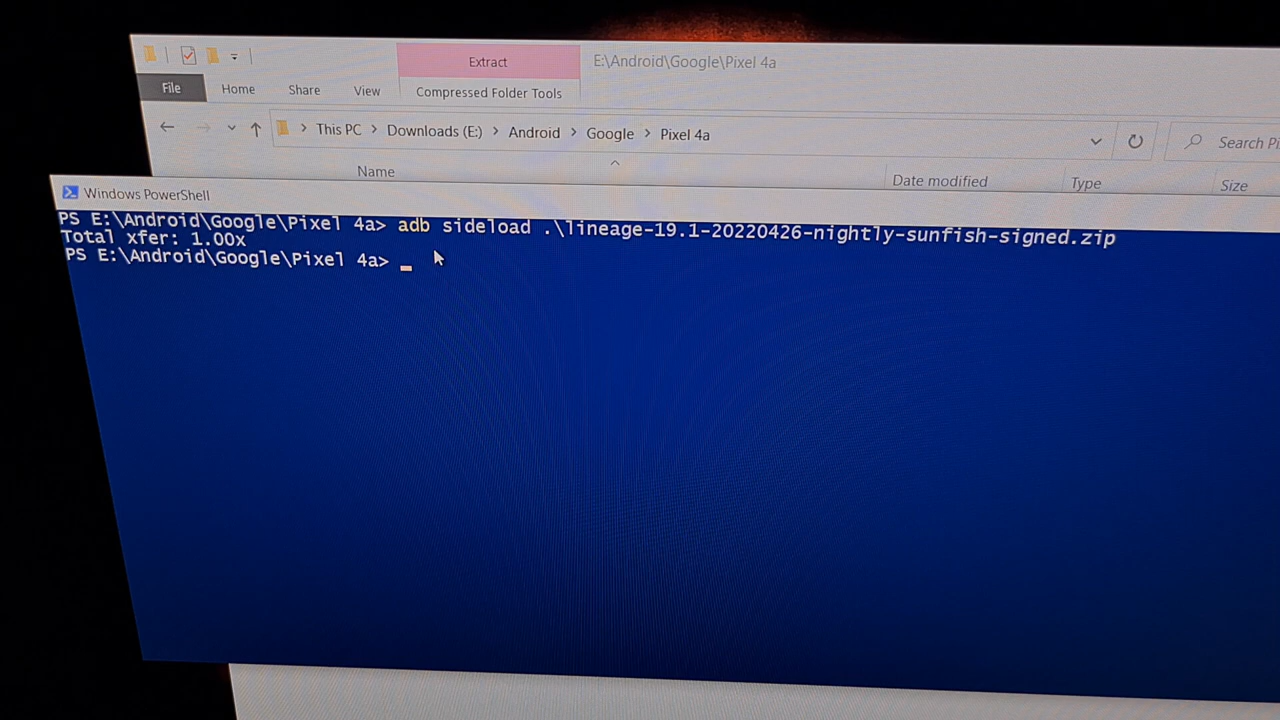 Extract
E:\Android\Google\Pixel 4a
File
Home
Share
View
Compressed Folder Tools
This PC > Downloads (E:) > Android > Google > Pixel 4a
Search
Name
Date modified
Type
Size
Windows PowerShell
PS E:\Android\Google\Pixel 4a> adb sideload .\lineage-19.1-20220426-nightly-sunfish-signed.zip
Total xfer: 1.00x
PS E:\Android\Google\Pixel 4a>